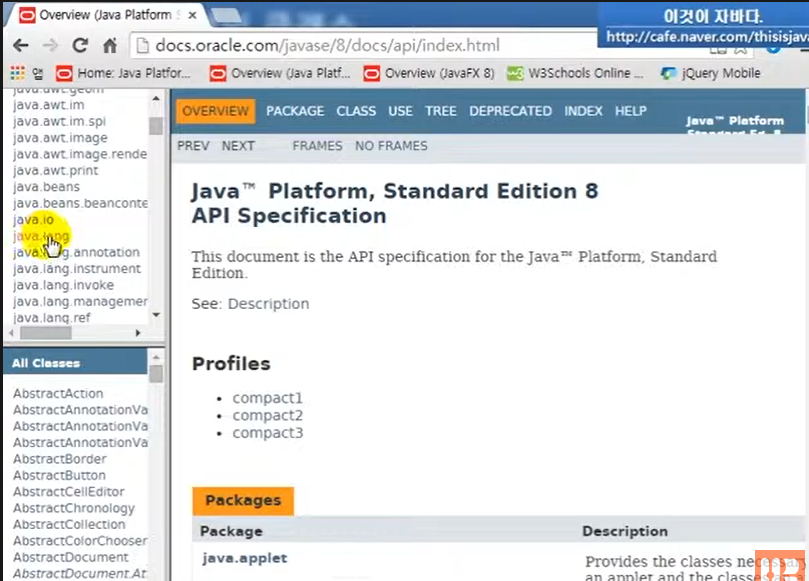 Overview (Java Platform S
이것이 자바다.
http://cafe.naver.com/thisisjava
docs.oracle.com/javase/8/docs/api/index.html
앱
Home: Java Platfor...
Overview (Java Platf...
Overview (JavaFX 8)
W3Schools Online ...
jQuery Mobile
java.awt.geom
java.awt.im
java.awt.im.spi
java.awt.image
java.awt.image.rende
java.awt.print
java.beans
java.beans.beanconte
java.io
java.lang
java.lang.annotation
java.lang.instrument
java.lang.invoke
java.lang.managemer
java.lang.ref
All Classes
AbstractAction
AbstractAnnotationVa
AbstractAnnotationVa
AbstractAnnotationVa
AbstractBorder
AbstractButton
AbstractCellEditor
AbstractChronology
AbstractCollection
AbstractColorChooser
AbstractDocument
AbstractDocument.At
OVERVIEW PACKAGE CLASS USE TREE DEPRECATED INDEX HELP
Java™ Platform
Standard Ed. 8
PREV NEXT FRAMES NO FRAMES
Java™ Platform, Standard Edition 8
API Specification
This document is the API specification for the Java™ Platform, Standard
Edition.
See: Description
Profiles
• compact1
• compact2
• compact3
Packages
Package Description
java.applet
Provides the classes necessary
an applet and the classes